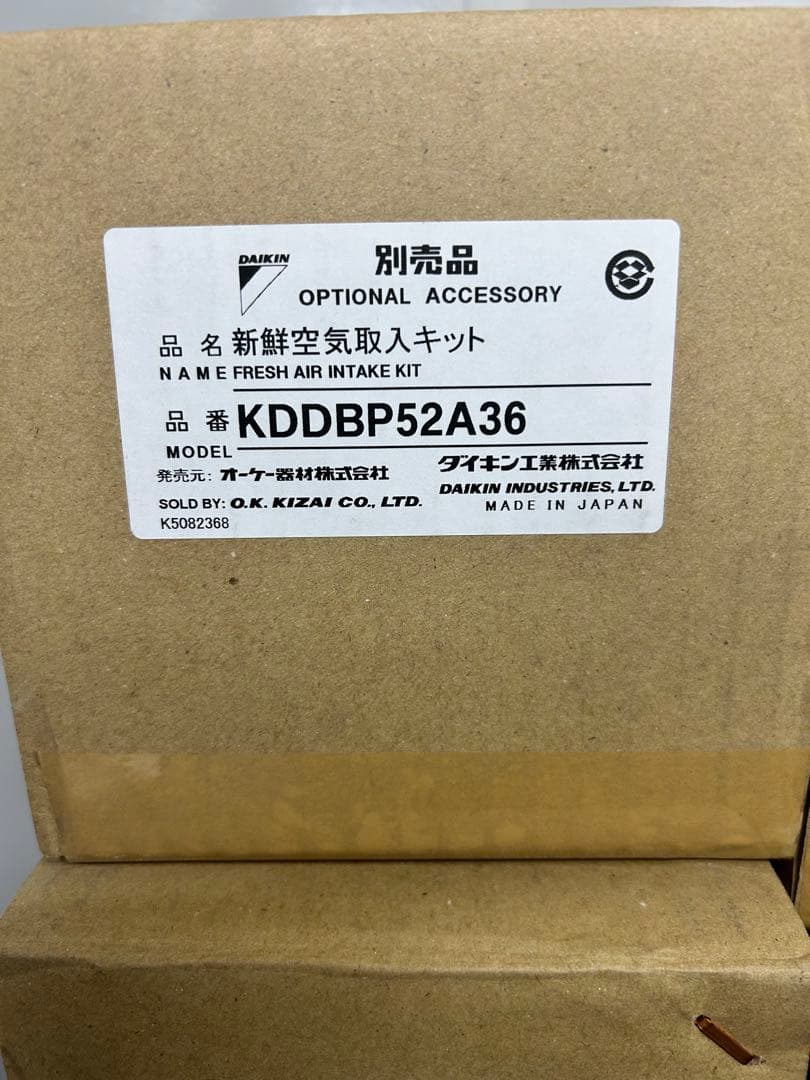 DAIKIN
別売品
OPTIONAL ACCESSORY
品名 新鮮空気取入キット
NAME FRESH AIR INTAKE KIT
品番 KDDBP52A36
MODEL
発売元: オーケー器材株式会社
ダイキン工業株式会社
SOLD BY: O.K. KIZAI CO., LTD.
DAIKIN INDUSTRIES, LTD.
MADE IN JAPAN
K5082368